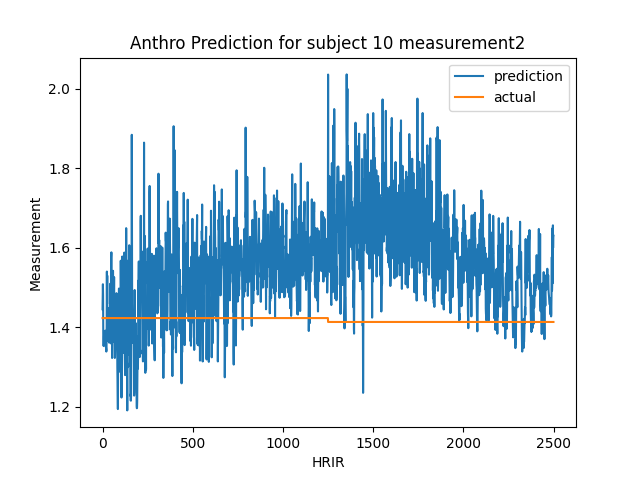 Anthro Prediction for subject 10 measurement2
prediction
actual
Measurement
2.0
1.8
1.6
1.4
1.2
0
500
1000
1500
2000
2500
HRIR